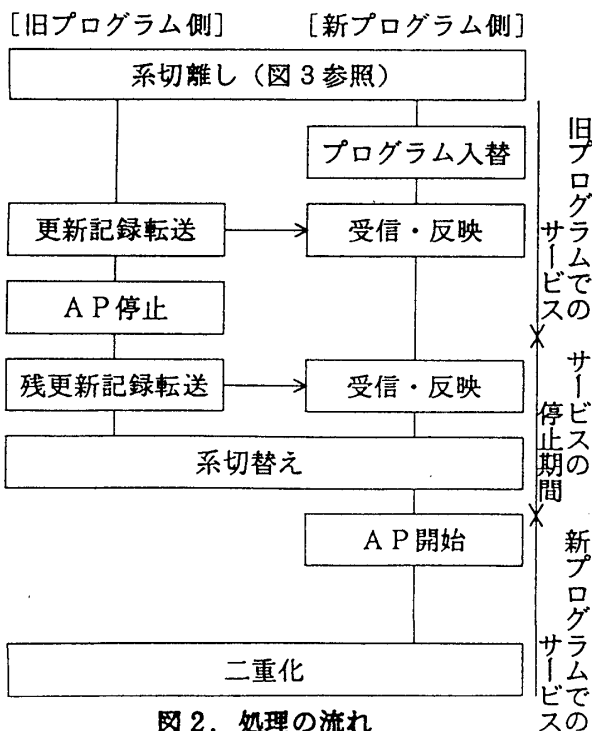 [旧プログラム側] [新プログラム側]
系切離し(図3参照)
プログラム入替
更新記録転送
受信・反映
AP停止
残更新記録転送
受信・反映
系切替え
AP開始
二重化
旧プログラムでの
サービス
サービスの
停止期間
新プログラムでの
サービス
図2. 処理の流れ